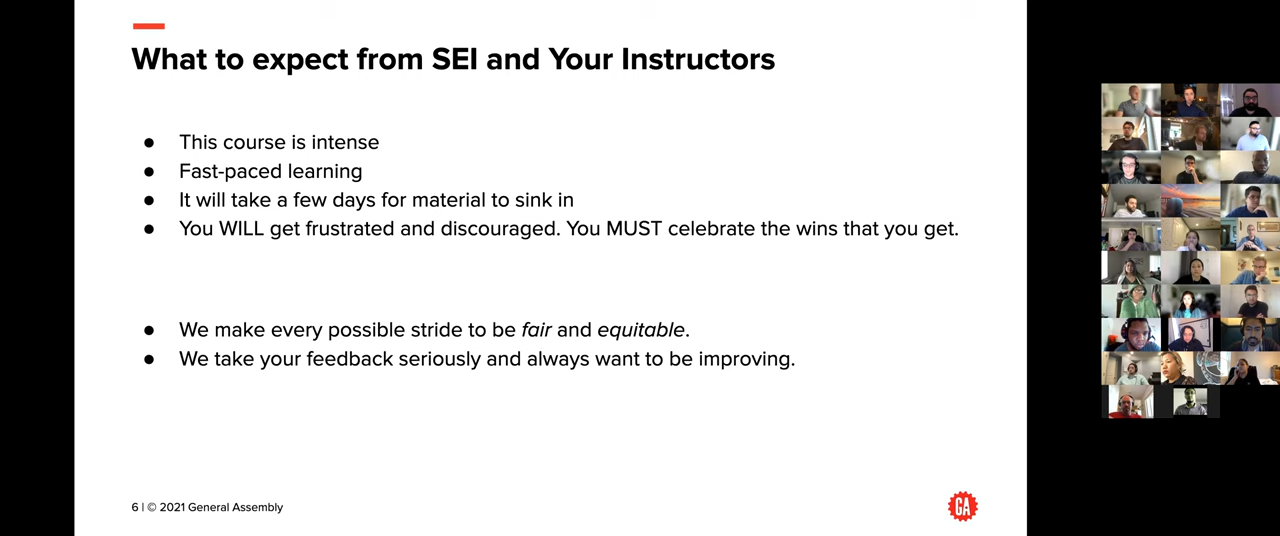 What to expect from SEI and Your Instructors
● This course is intense
● Fast-paced learning
● It will take a few days for material to sink in
● You WILL get frustrated and discouraged. You MUST celebrate the wins that you get.
● We make every possible stride to be fair and equitable.
● We take your feedback seriously and always want to be improving.
6 | © 2021 General Assembly
GA